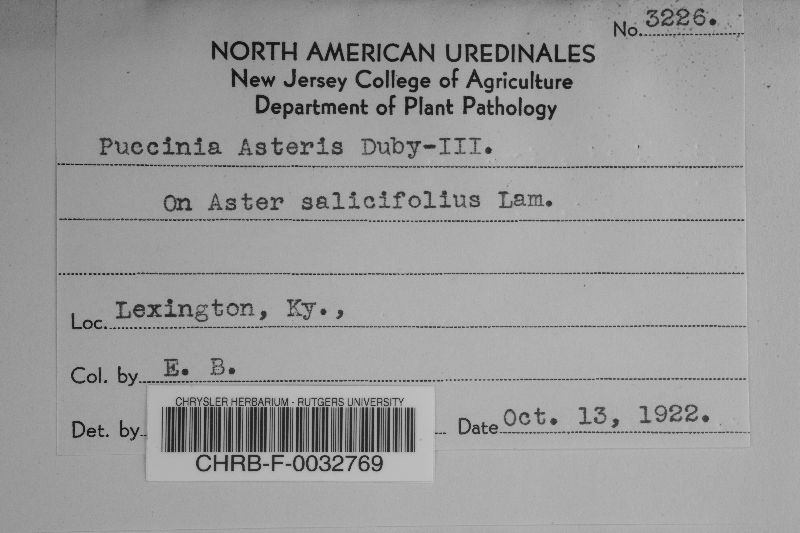 No. 3226.
NORTH AMERICAN UREDINALES
New Jersey College of Agriculture
Department of Plant Pathology
Puccinia Asteris Duby-III.
On Aster salicifolius Lam.
Loc. Lexington, Ky.,
Col. by E. B.
Det. by
Date Oct. 13, 1922.
CHRYSLER HERBARIUM - RUTGERS UNIVERSITY
CHRB-F-0032769